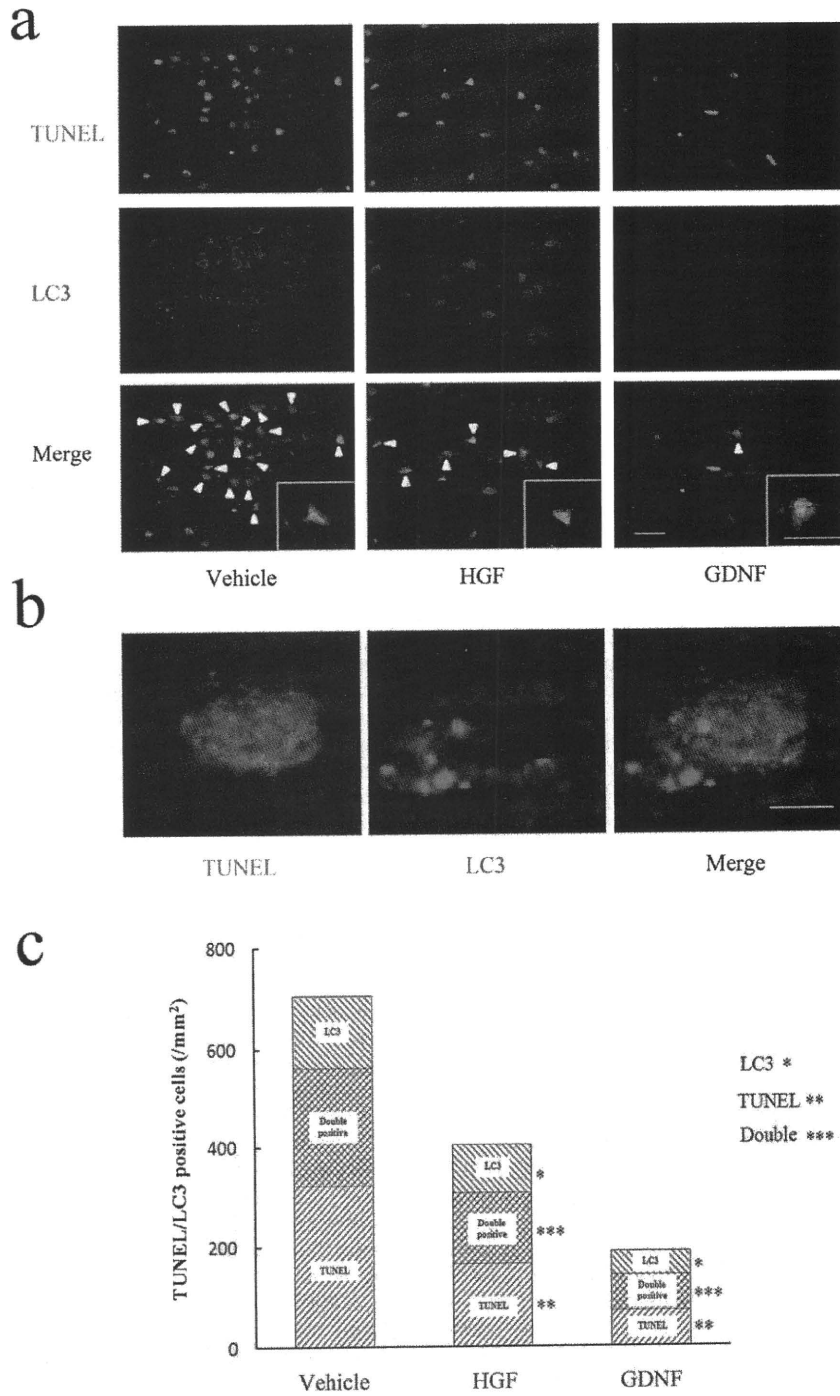 a
TUNEL
LC3
Merge
Vehicle HGF GDNF
b
TUNEL LC3 Merge
c
TUNEL/LC3 positive cells (/mm²)
800
600
400
200
0
LC3
Double
positive
TUNEL
LC3 *
Double
positive ***
TUNEL **
LC3 *
Double
positive ***
TUNEL **
LC3 *
TUNEL **
Double ***
Vehicle HGF GDNF